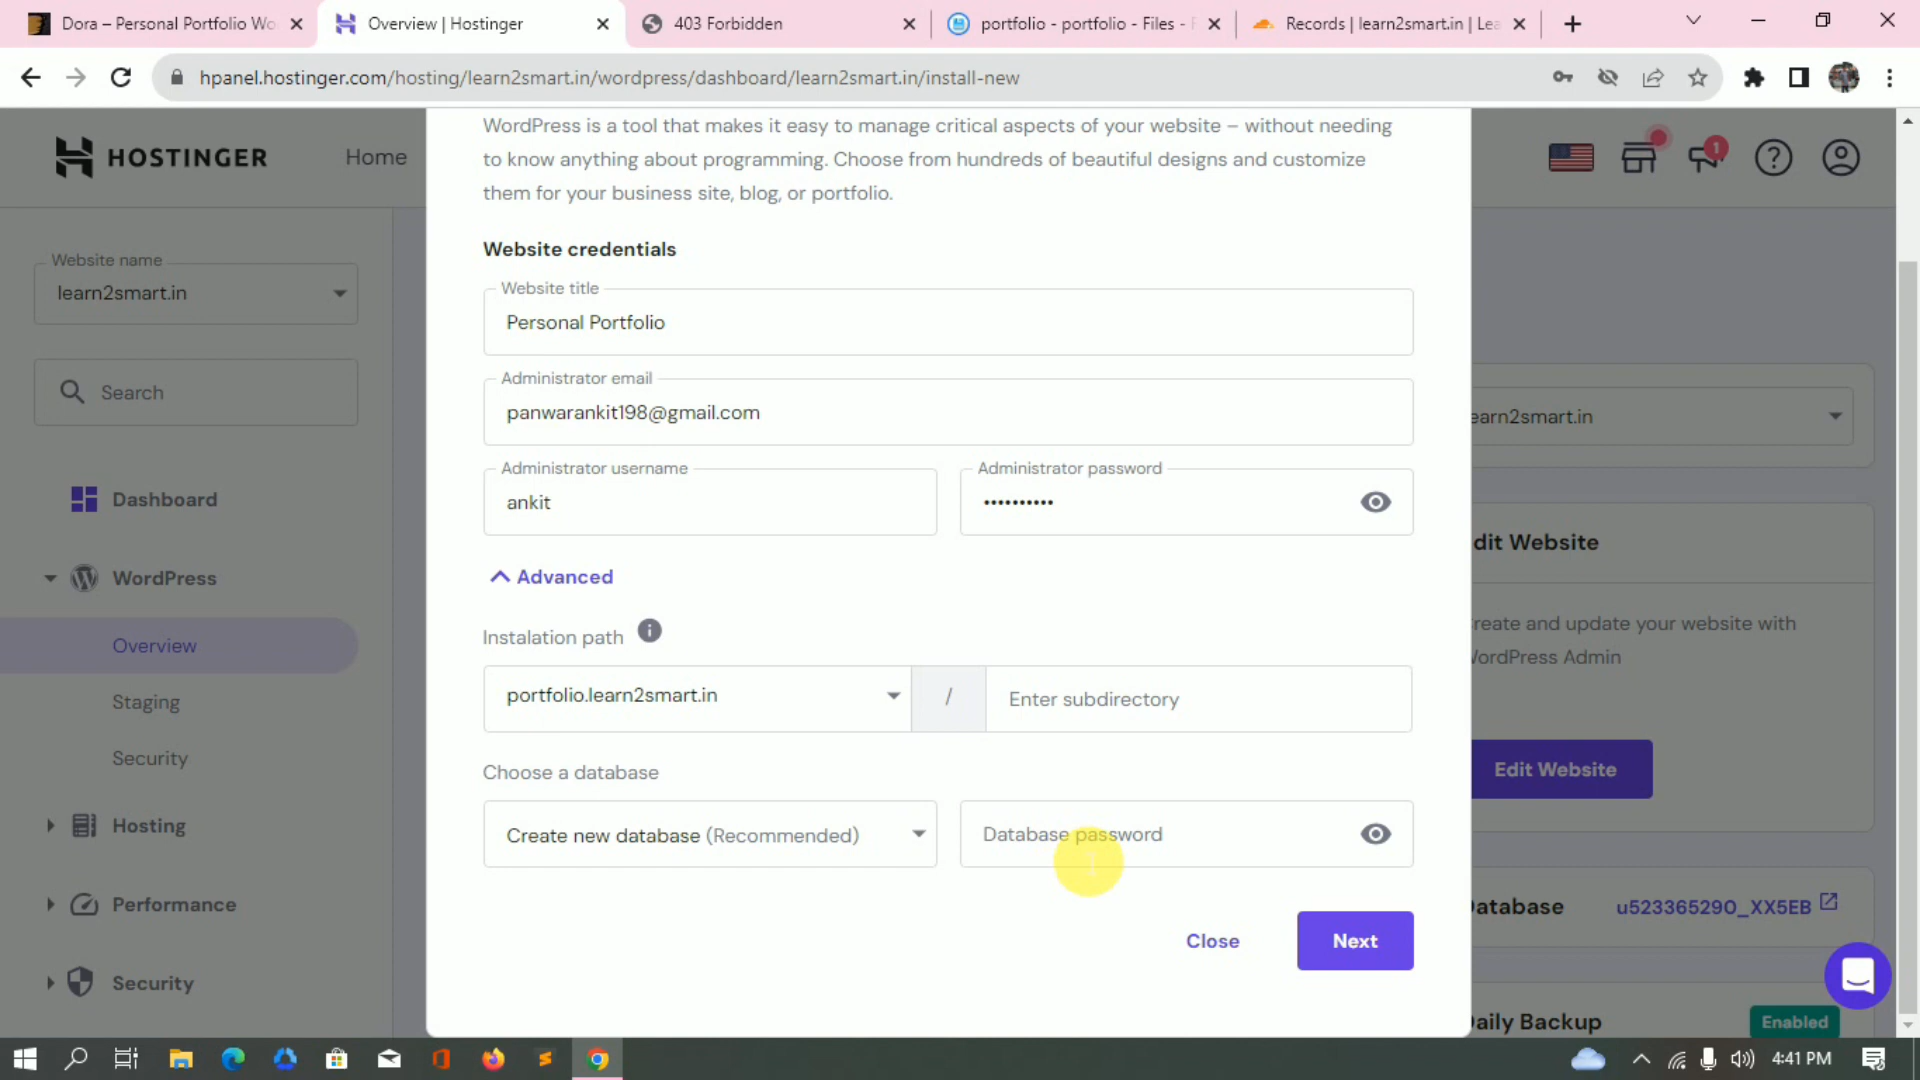 Dora – Personal Portfolio Wo
Overview | Hostinger
403 Forbidden
portfolio - portfolio - Files -
Records | learn2smart.in | Lea
hpanel.hostinger.com/hosting/learn2smart.in/wordpress/dashboard/learn2smart.in/install-new
HOSTINGER
Home
1
WordPress is a tool that makes it easy to manage critical aspects of your website – without needing
to know anything about programming. Choose from hundreds of beautiful designs and customize
them for your business site, blog, or portfolio.
Website name
learn2smart.in
Search
Dashboard
WordPress
Overview
Staging
Security
Hosting
Performance
Security
Website credentials
Website title
Personal Portfolio
Administrator email
panwarankit198@gmail.com
Administrator username
ankit
Administrator password
••••••••••
Advanced
Instalation path
portfolio.learn2smart.in
/
Enter subdirectory
Choose a database
Create new database (Recommended)
Database password
Close
Next
earn2smart.in
dit Website
reate and update your website with
WordPress Admin
Edit Website
atabase
u523365290_XX5EB
aily Backup
Enabled
4:41 PM